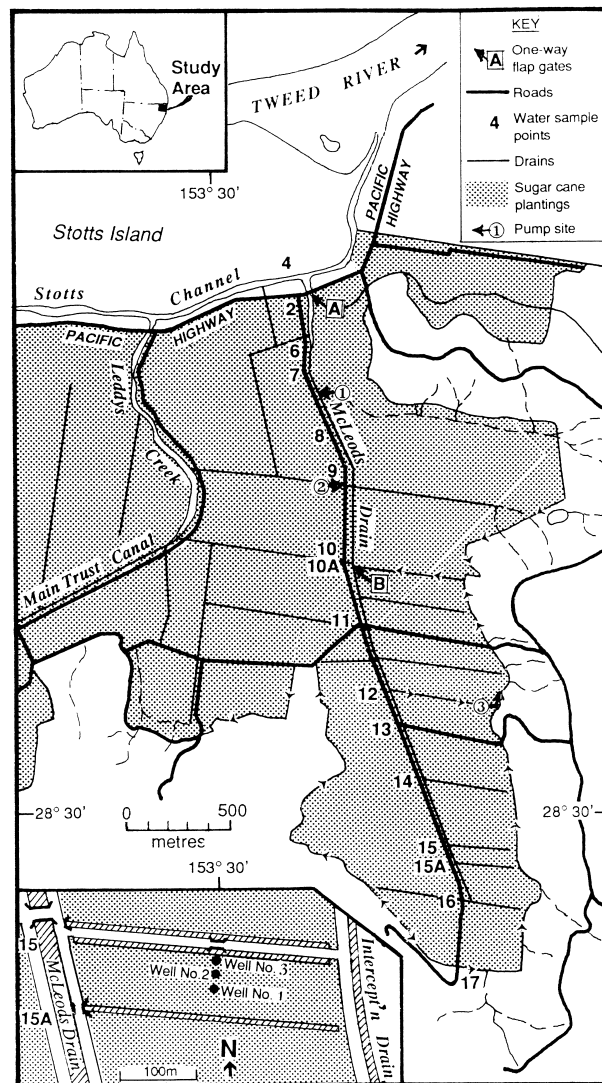 Study
Area
TWEED RIVER
KEY
A
One-way
flap gates
Roads
4
Water sample
points
Drains
Sugar cane
plantings
1
Pump site
153° 30'
PACIFIC
HIGHWAY
Stotts Island
4
Stotts Channel
2
A
PACIFIC HIGHWAY
6
7
1
Leddys
Creek
McLeods
Drain
8
9
2
10
10A
B
Main Trust Canal
11
12
3
13
14
28° 30'
28° 30'
0 500
metres
15
15A
153° 30'
16
17
15
Well No. 3
Well No. 2
Well No. 1
McLeods Drain
Intercept'n
Drain
15A
N
100m